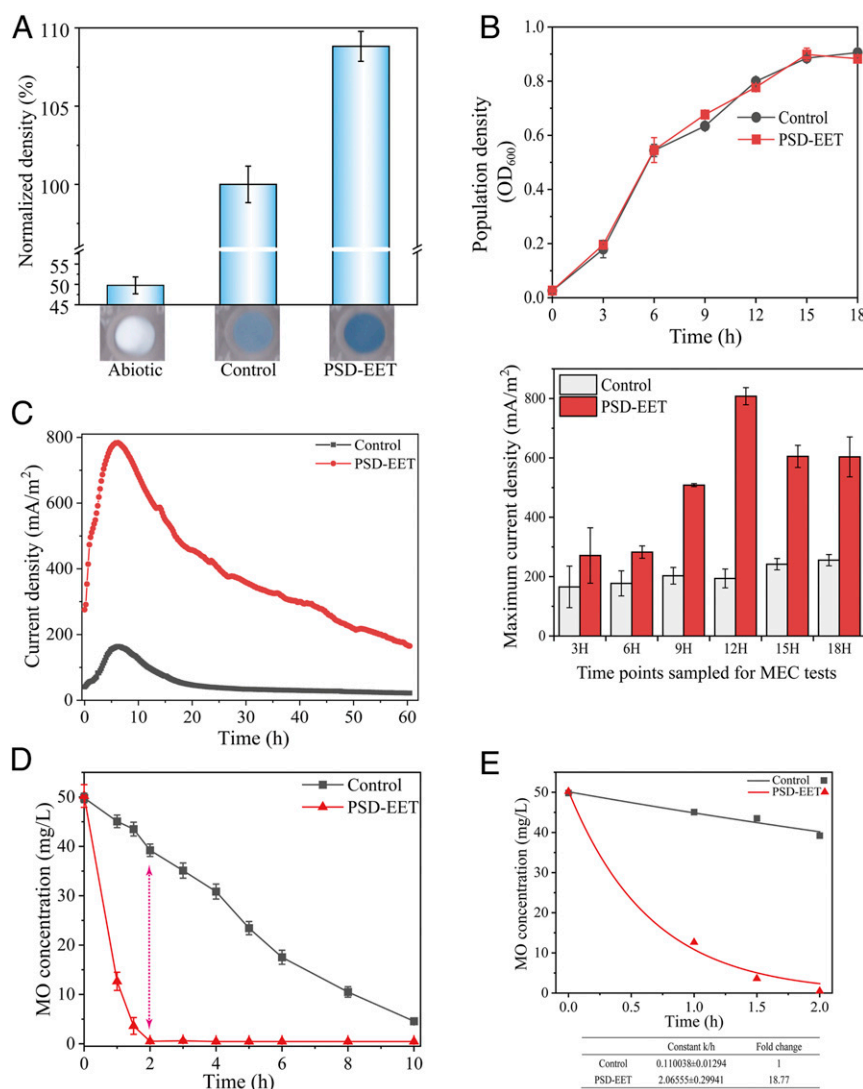 A
Normalized density (%)
110
105
100
55
50
45
Abiotic
Control
PSD-EET
B
Population density
(OD600)
1.0
0.8
0.6
0.4
0.2
0.0
Control
PSD-EET
0
3
6
9
12
15
18
Time (h)
Maximum current density (mA/m²)
800
600
400
200
0
Control
PSD-EET
3H
6H
9H
12H
15H
18H
Time points sampled for MEC tests
C
Current density (mA/m²)
800
600
400
200
0
Control
PSD-EET
0
10
20
30
40
50
60
Time (h)
D
MO concentration (mg/L)
50
40
30
20
10
0
Control
PSD-EET
0
2
4
6
8
10
Time (h)
E
MO concentration (mg/L)
50
40
30
20
10
0
Control
PSD-EET
0.0
0.5
1.0
1.5
2.0
Time (h)
Constant k/h Fold change
Control 0.110038±0.01294 1
PSD-EET 2.06555±0.29941 18.77